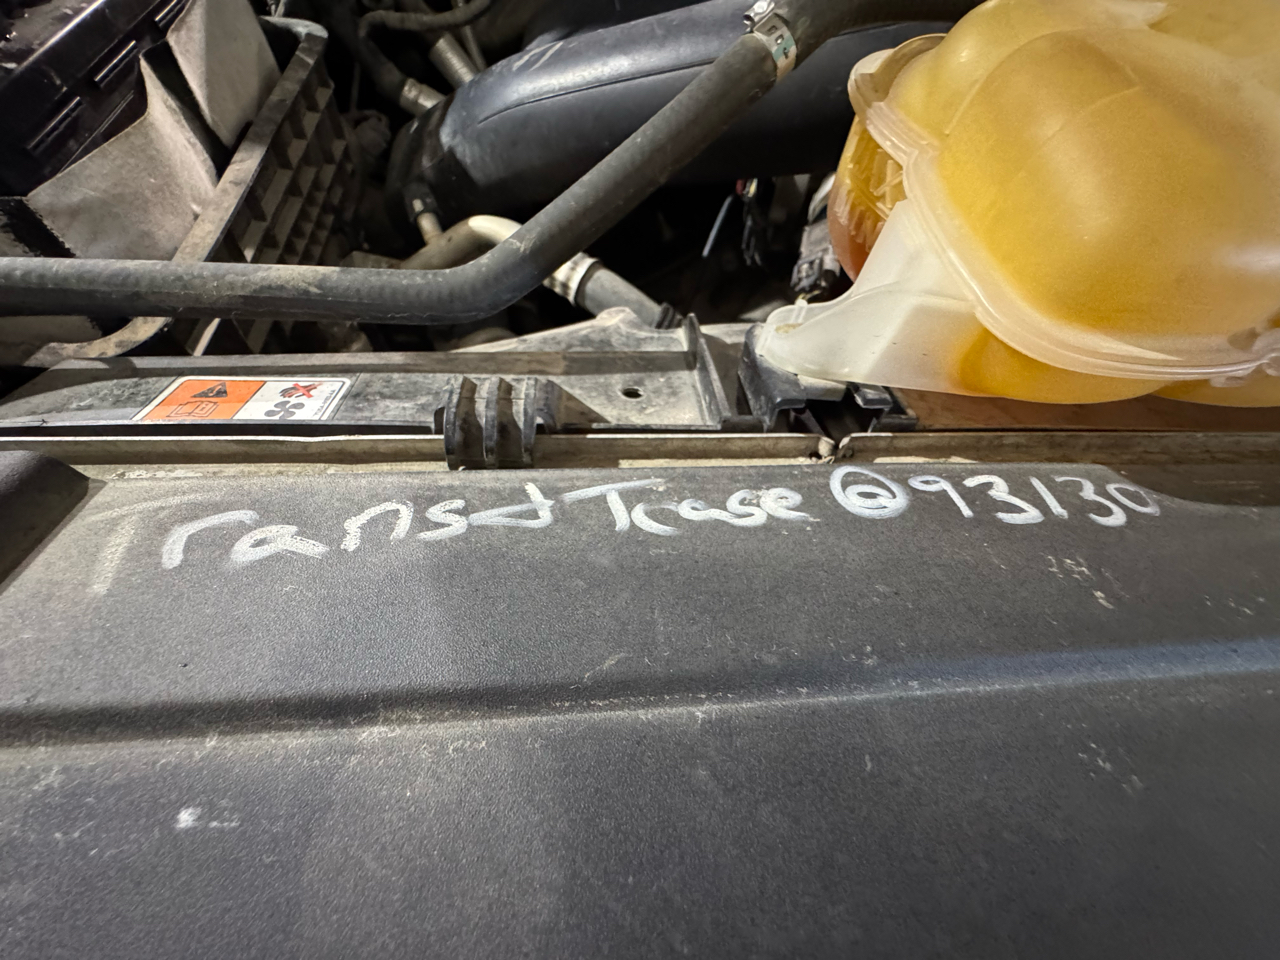 Trans + Tcase @ 93130